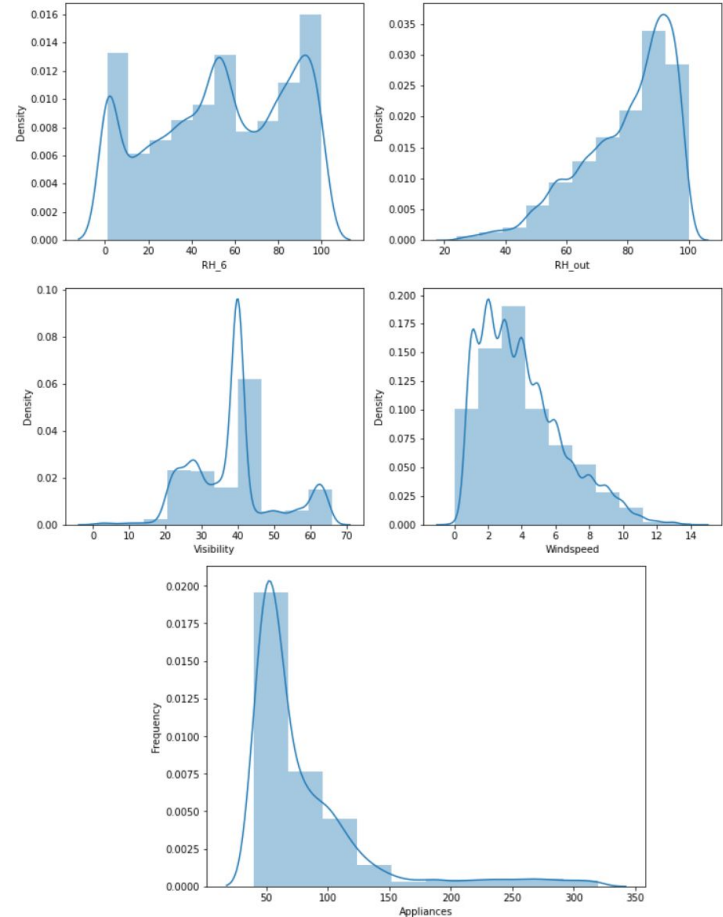 0.016
0.014
0.012
0.010
0.008
0.006
0.004
0.002
0.000
Density
0 20 40 60 80 100
RH_6
0.035
0.030
0.025
0.020
0.015
0.010
0.005
0.000
Density
20 40 60 80 100
RH_out
0.10
0.08
0.06
0.04
0.02
0.00
Density
0 10 20 30 40 50 60 70
Visibility
0.200
0.175
0.150
0.125
0.100
0.075
0.050
0.025
0.000
Density
0 2 4 6 8 10 12 14
Windspeed
0.0200
0.0175
0.0150
0.0125
0.0100
0.0075
0.0050
0.0025
0.0000
Frequency
50 100 150 200 250 300 350
Appliances